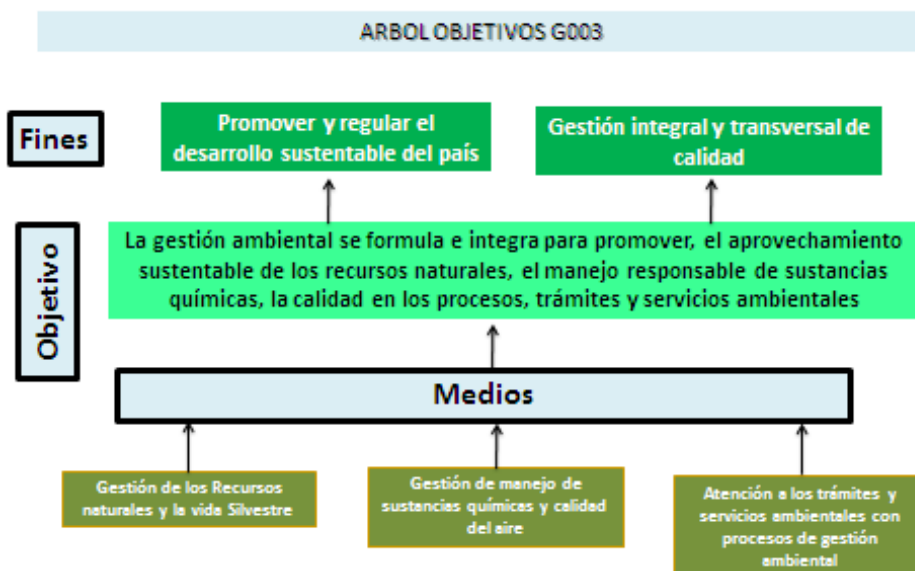 ARBOL OBJETIVOS G003
Fines
Promover y regular el
desarrollo sustentable del país
Gestión integral y transversal de
calidad
Objetivo
La gestión ambiental se formula e integra para promover, el aprovechamiento
sustentable de los recursos naturales, el manejo responsable de sustancias
químicas, la calidad en los procesos, trámites y servicios ambientales
Medios
Gestión de los Recursos
naturales y la vida Silvestre
Gestión de manejo de
sustancias químicas y calidad
del aire
Atención a los trámites y
servicios ambientales con
procesos de gestión
ambiental